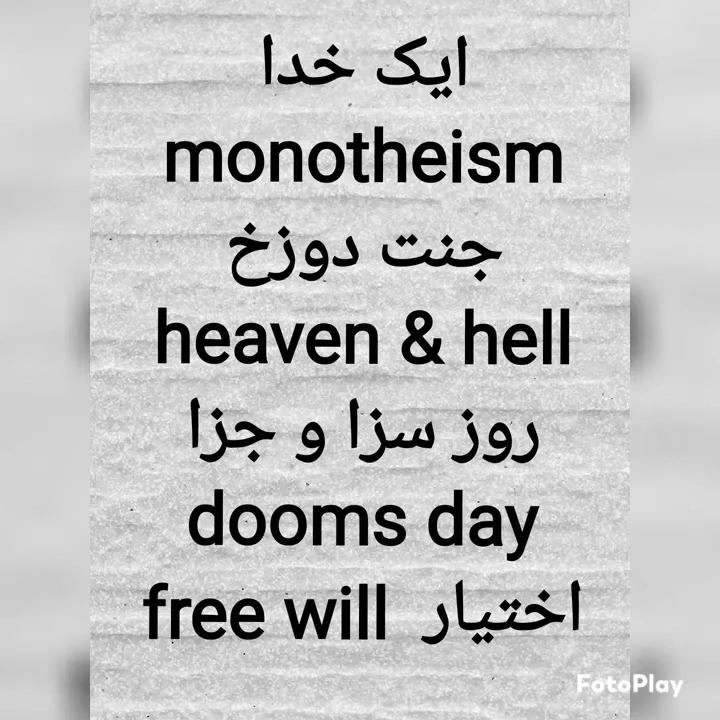 ایک خدا
monotheism
جنت دوزخ
heaven & hell
روز سزا و جزا
dooms day
free will اختیار
FotoPlay